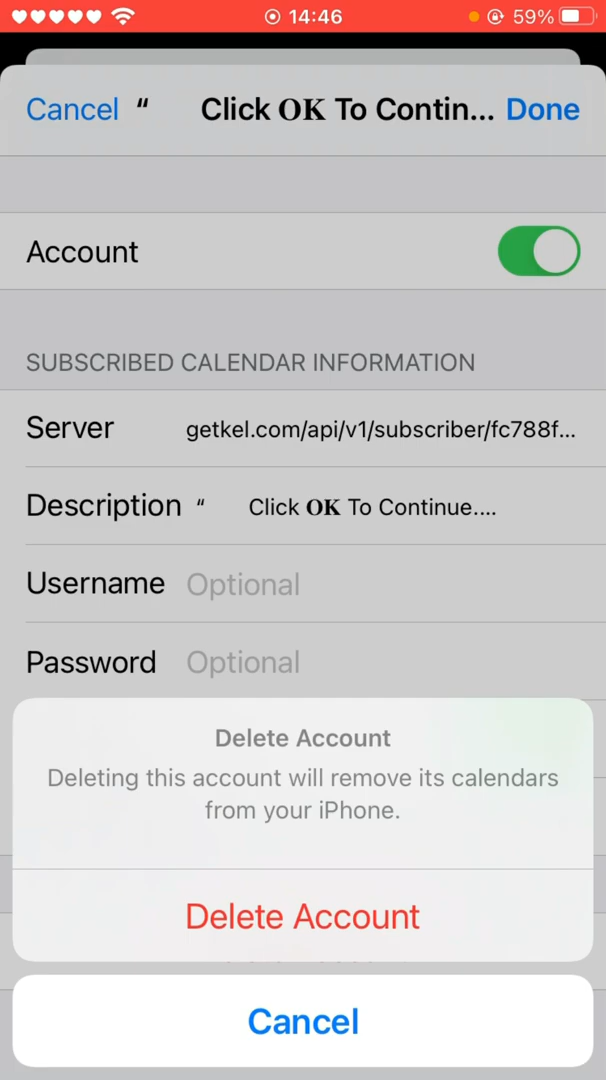 14:46 59%
Cancel “ Click OK To Contin... Done
Account
SUBSCRIBED CALENDAR INFORMATION
Server getkel.com/api/v1/subscriber/fc788f...
Description “ Click OK To Continue....
Username Optional
Password Optional
Delete Account
Deleting this account will remove its calendars
from your iPhone.
Delete Account
Cancel